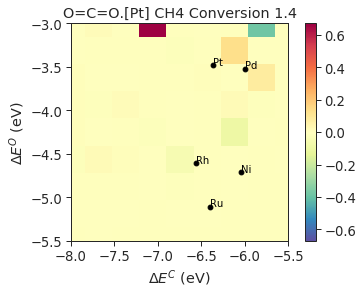 O=C=O.[Pt] CH4 Conversion 1.4
−3.0
−3.5
−4.0
−4.5
−5.0
−5.5
ΔE^O (eV)
Pt
Pd
Rh
Ni
Ru
−8.0 −7.5 −7.0 −6.5 −6.0 −5.5
ΔE^C (eV)
0.6
0.4
0.2
0.0
−0.2
−0.4
−0.6